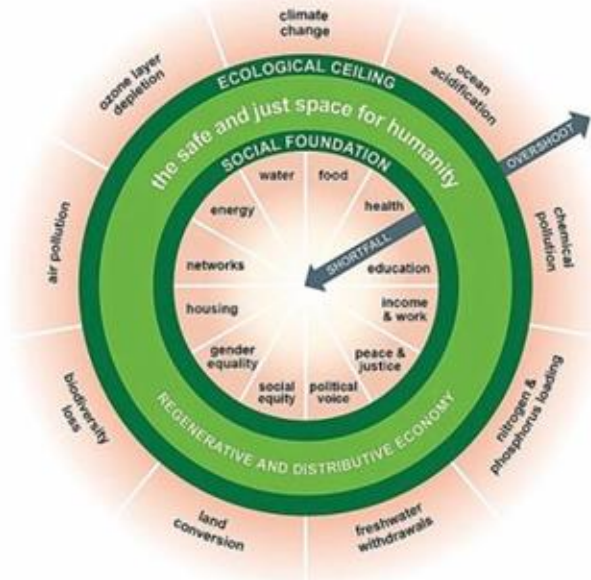 climate
change
ocean
acidification
chemical
pollution
nitrogen &
phosphorus loading
freshwater
withdrawals
land
conversion
biodiversity
loss
air pollution
ozone layer
depletion
ECOLOGICAL CEILING
the safe and just space for humanity
SOCIAL FOUNDATION
OVERSHOOT
SHORTFALL
water
food
health
education
income
& work
peace &
justice
political
voice
social
equity
gender
equality
housing
networks
energy
REGENERATIVE AND DISTRIBUTIVE ECONOMY